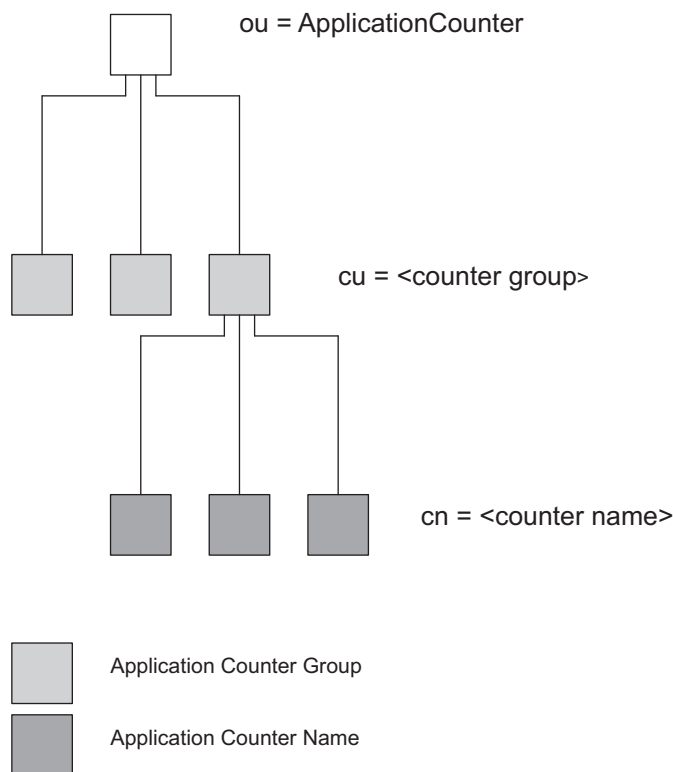 ou = ApplicationCounter
cu = <counter group>
cn = <counter name>
Application Counter Group
Application Counter Name